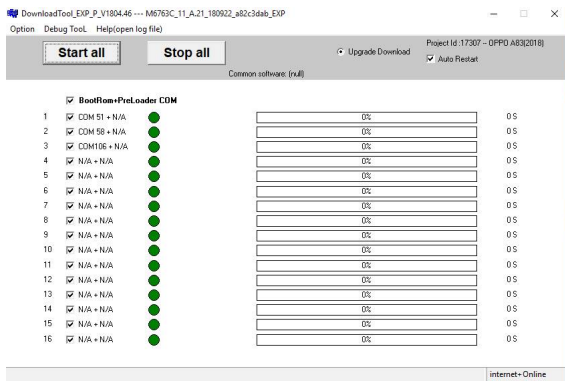 DownloadTool_EXP_P_V1804.46 --- M6763C_11_A.21_180922_a82c3dab_EXP
Option Debug TooL Help(open log file)
Start all Stop all Upgrade Download Project Id :17307 -- OPPO A83(2018)
Auto Restart
Common software: (null)
BootRom+PreLoader COM
1 COM 51 + N/A 0% 0 S
2 COM 58 + N/A 0% 0 S
3 COM106 + N/A 0% 0 S
4 N/A + N/A 0% 0 S
5 N/A + N/A 0% 0 S
6 N/A + N/A 0% 0 S
7 N/A + N/A 0% 0 S
8 N/A + N/A 0% 0 S
9 N/A + N/A 0% 0 S
10 N/A + N/A 0% 0 S
11 N/A + N/A 0% 0 S
12 N/A + N/A 0% 0 S
13 N/A + N/A 0% 0 S
14 N/A + N/A 0% 0 S
15 N/A + N/A 0% 0 S
16 N/A + N/A 0% 0 S
internet+Online